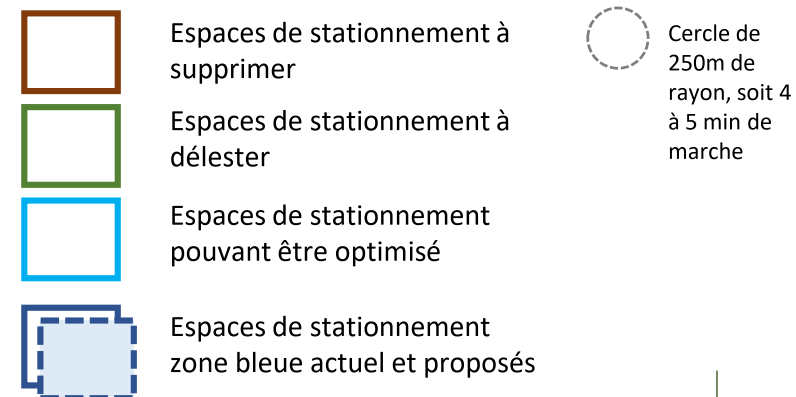 Espaces de stationnement à
supprimer
Espaces de stationnement à
délester
Espaces de stationnement
pouvant être optimisé
Espaces de stationnement
zone bleue actuel et proposés
Cercle de
250m de
rayon, soit 4
à 5 min de
marche